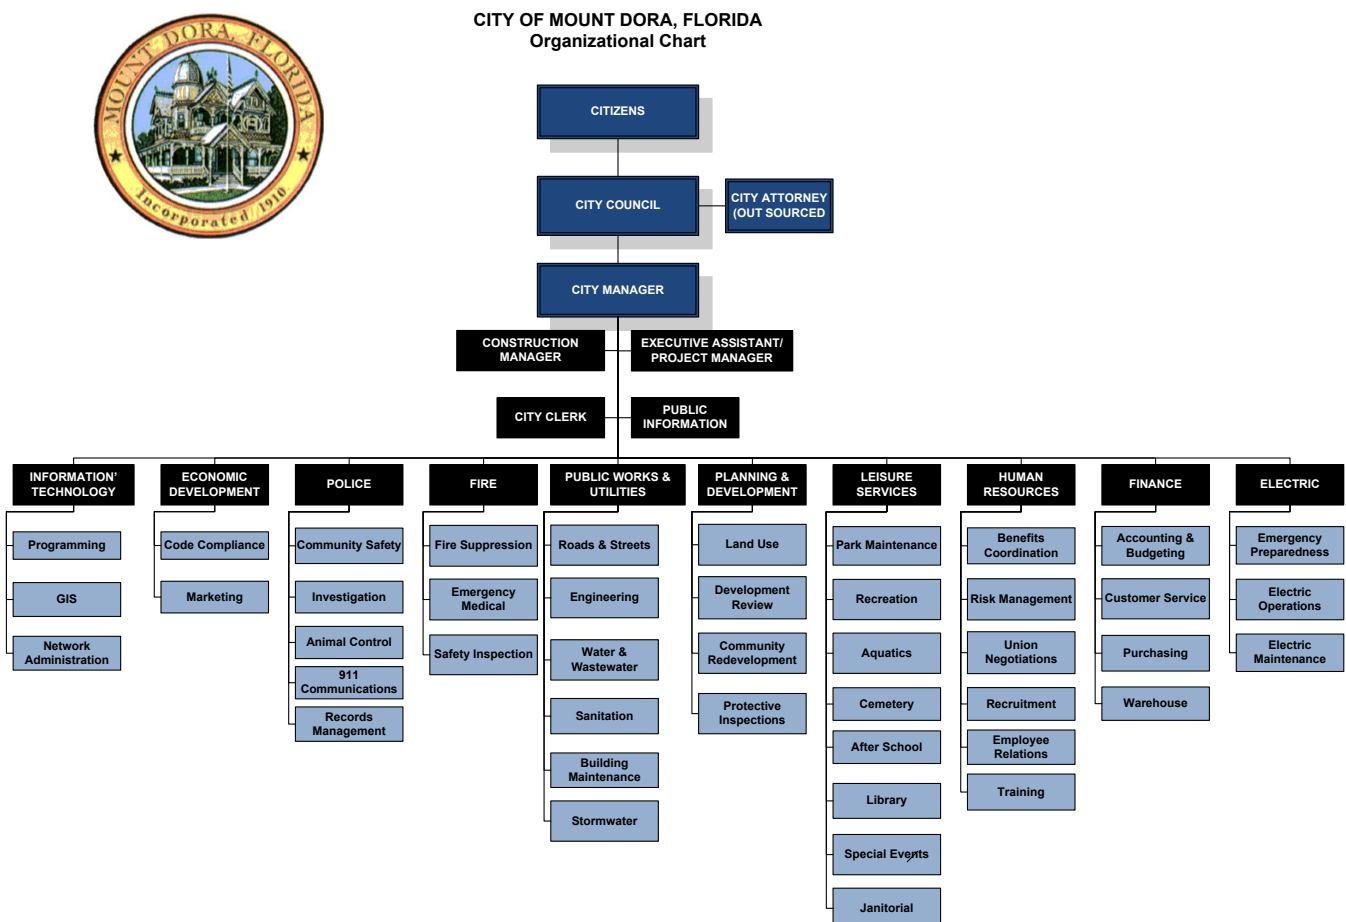 CITY OF MOUNT DORA, FLORIDA
Organizational Chart
MOUNT DORA, FLORIDA
Incorporated 1910
CITIZENS
CITY COUNCIL
CITY ATTORNEY
(OUT SOURCED
CITY MANAGER
CONSTRUCTION
MANAGER
EXECUTIVE ASSISTANT/
PROJECT MANAGER
CITY CLERK
PUBLIC
INFORMATION
INFORMATION’
TECHNOLOGY
Programming
GIS
Network
Administration
ECONOMIC
DEVELOPMENT
Code Compliance
Marketing
POLICE
Community Safety
Investigation
Animal Control
911
Communications
Records
Management
FIRE
Fire Suppression
Emergency
Medical
Safety Inspection
PUBLIC WORKS &
UTILITIES
Roads & Streets
Engineering
Water &
Wastewater
Sanitation
Building
Maintenance
Stormwater
PLANNING &
DEVELOPMENT
Land Use
Development
Review
Community
Redevelopment
Protective
Inspections
LEISURE
SERVICES
Park Maintenance
Recreation
Aquatics
Cemetery
After School
Library
Special Events
Janitorial
HUMAN
RESOURCES
Benefits
Coordination
Risk Management
Union
Negotiations
Recruitment
Employee
Relations
Training
FINANCE
Accounting &
Budgeting
Customer Service
Purchasing
Warehouse
ELECTRIC
Emergency
Preparedness
Electric
Operations
Electric
Maintenance